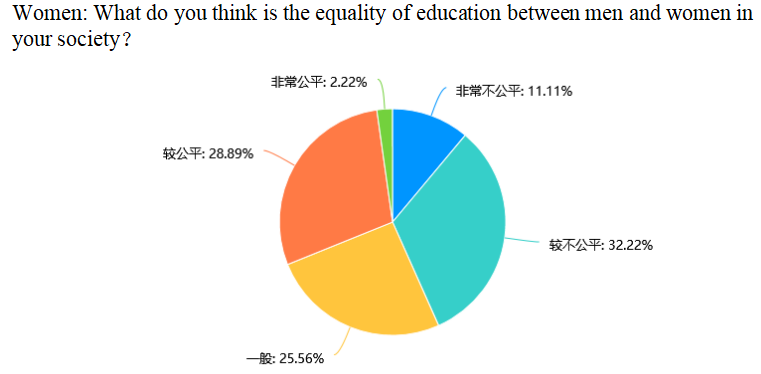 Women: What do you think is the equality of education between men and women in
your society?
非常公平: 2.22%
非常不公平: 11.11%
较公平: 28.89%
较不公平: 32.22%
一般: 25.56%